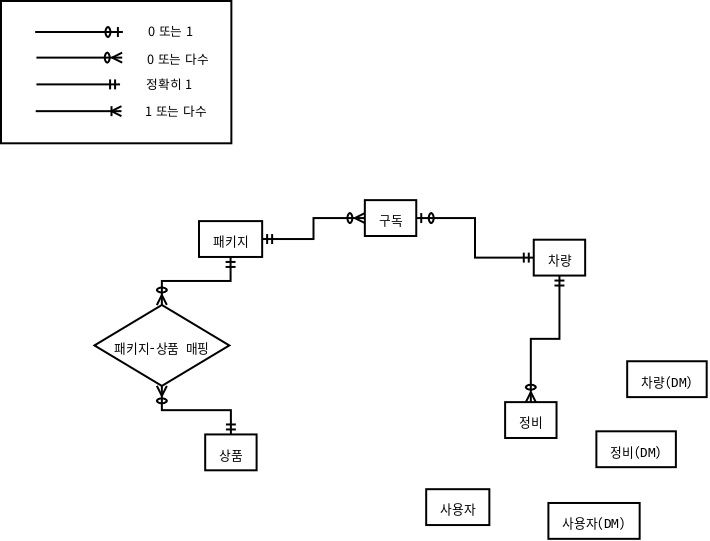 0 또는 1
0 또는 다수
정확히 1
1 또는 다수
구독
패키지
차량
패키지-상품 매핑
차량(DM)
정비
정비(DM)
상품
사용자
사용자(DM)